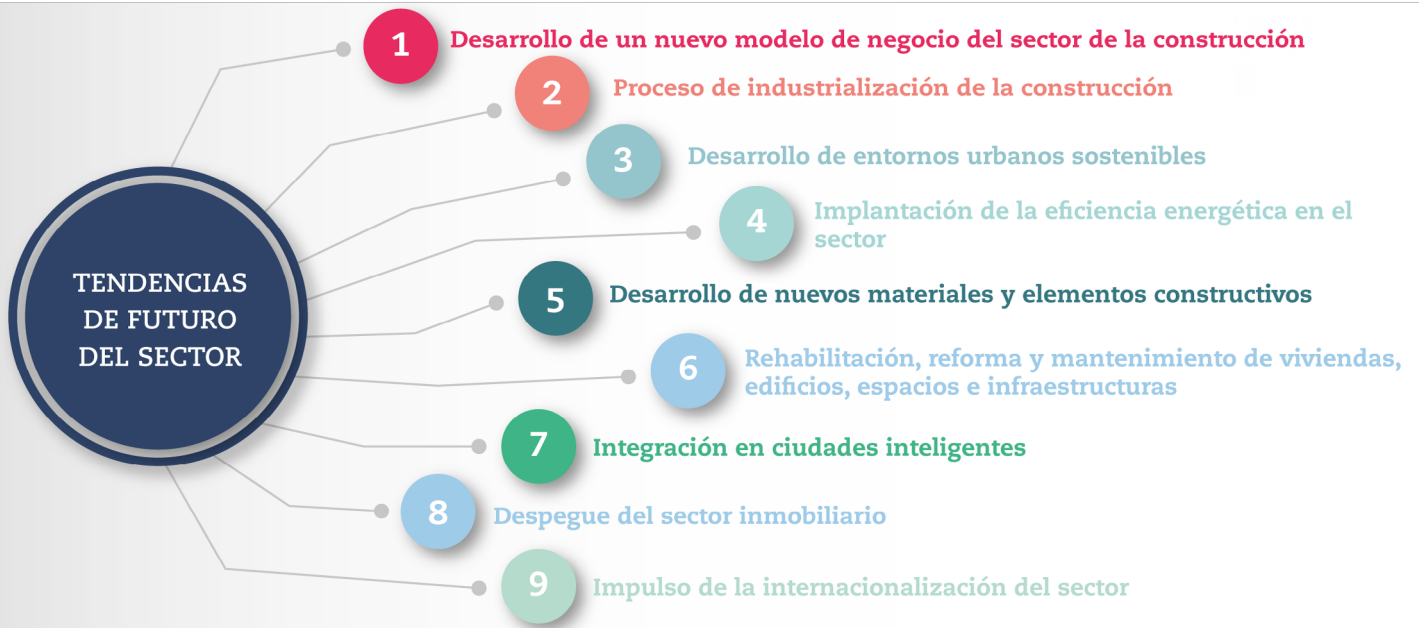 TENDENCIAS
DE FUTURO
DEL SECTOR
1
Desarrollo de un nuevo modelo de negocio del sector de la construcción
2
Proceso de industrialización de la construcción
3
Desarrollo de entornos urbanos sostenibles
4
Implantación de la eficiencia energética en el
sector
5
Desarrollo de nuevos materiales y elementos constructivos
6
Rehabilitación, reforma y mantenimiento de viviendas,
edificios, espacios e infraestructuras
7
Integración en ciudades inteligentes
8
Despegue del sector inmobiliario
9
Impulso de la internacionalización del sector